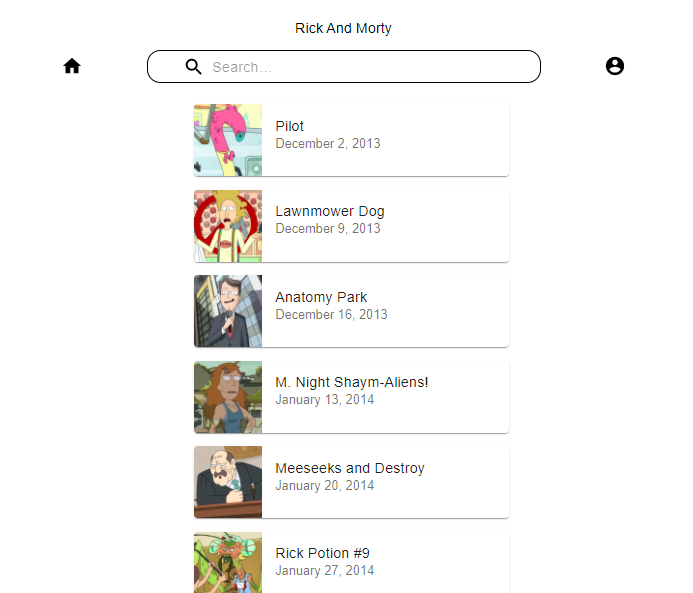 Rick And Morty
Search…
Pilot
December 2, 2013
Lawnmower Dog
December 9, 2013
Anatomy Park
December 16, 2013
M. Night Shaym-Aliens!
January 13, 2014
Meeseeks and Destroy
January 20, 2014
Rick Potion #9
January 27, 2014